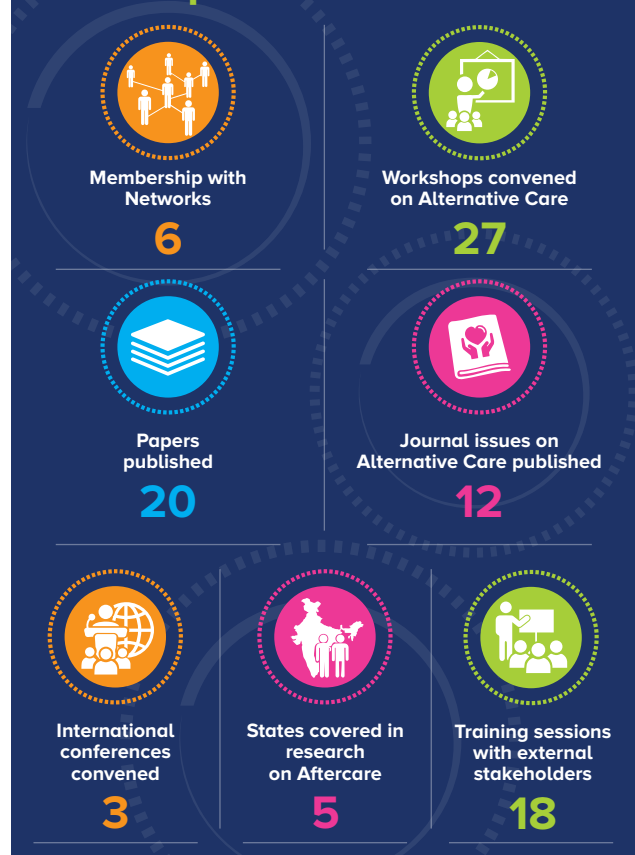 Membership with
Networks
6
Workshops convened
on Alternative Care
27
Papers
published
20
Journal issues on
Alternative Care published
12
International
conferences
convened
3
States covered in
research
on Aftercare
5
Training sessions
with external
stakeholders
18